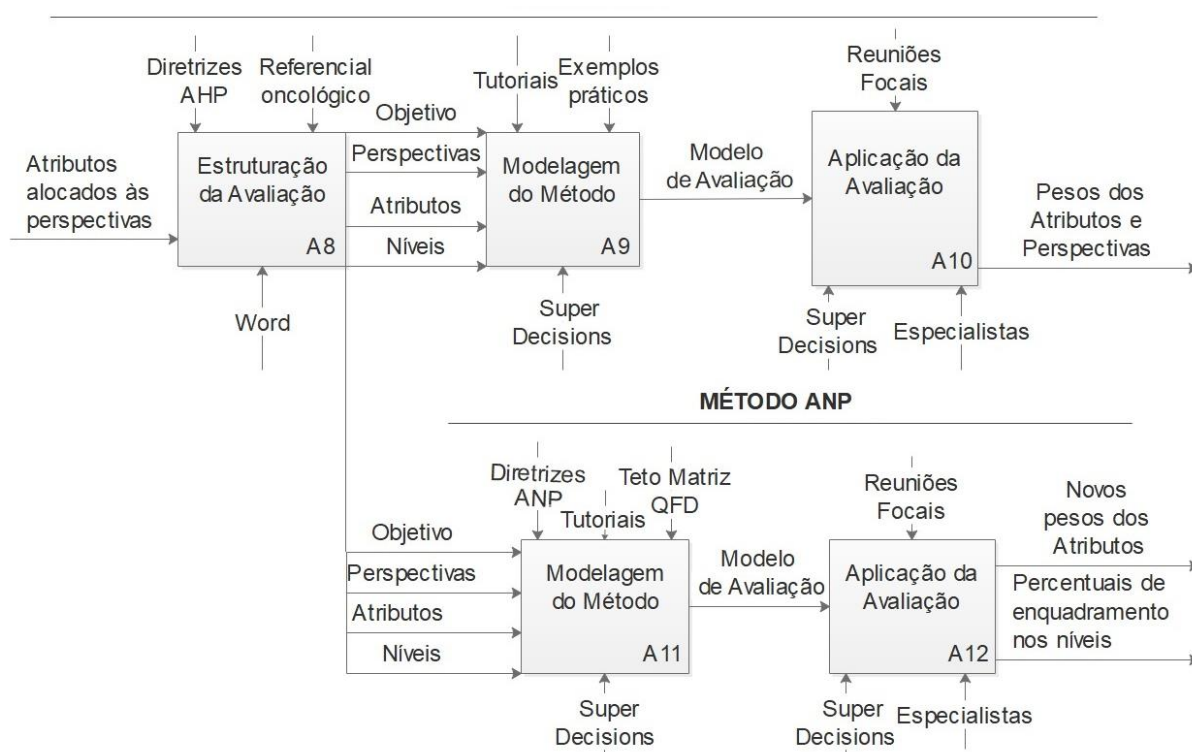 Diretrizes
AHP
Referencial
oncológico
Tutoriais
Exemplos
práticos
Reuniões
Focais
Atributos
alocados às
perspectivas
Estruturação
da Avaliação
A8
Objetivo
Perspectivas
Atributos
Níveis
Modelagem
do Método
A9
Modelo
de Avaliação
Aplicação da
Avaliação
A10
Pesos dos
Atributos e
Perspectivas
Word
Super
Decisions
Super
Decisions
Especialistas
MÉTODO ANP
Diretrizes
ANP
Tutoriais
Teto Matriz
QFD
Reuniões
Focais
Objetivo
Perspectivas
Atributos
Níveis
Modelagem
do Método
A11
Modelo
de Avaliação
Aplicação da
Avaliação
A12
Novos
pesos dos
Atributos
Percentuais de
enquadramento
nos níveis
Super
Decisions
Super
Decisions
Especialistas